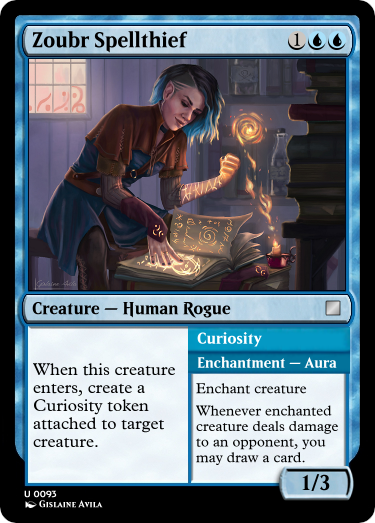 Zoubr Spellthief
1
Creature — Human Rogue
When this creature
enters, create a
Curiosity token
attached to target
creature.
Curiosity
Enchantment — Aura
Enchant creature
Whenever enchanted
creature deals damage
to an opponent, you
may draw a card.
1/3
U 0093
Gislaine Avila